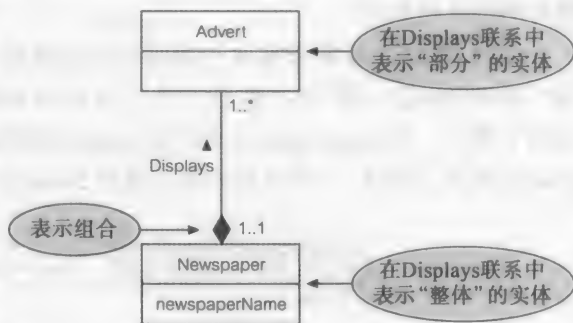 Advert
在Displays联系中
表示“部分”的实体
1..*
Displays
表示组合
1..1
Newspaper
newspaperName
在Displays联系中
表示“整体”的实体